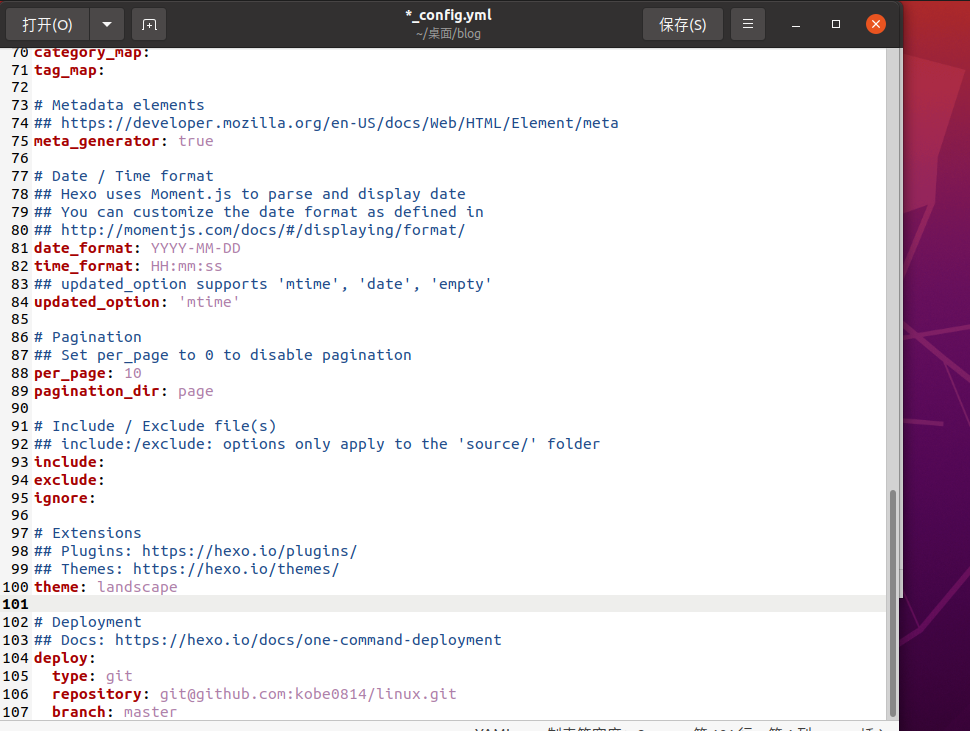 打开(O)
*_config.yml
~/桌面/blog
保存(S)
70 category_map:
71 tag_map:
72
73 # Metadata elements
74 ## https://developer.mozilla.org/en-US/docs/Web/HTML/Element/meta
75 meta_generator: true
76
77 # Date / Time format
78 ## Hexo uses Moment.js to parse and display date
79 ## You can customize the date format as defined in
80 ## http://momentjs.com/docs/#/displaying/format/
81 date_format: YYYY-MM-DD
82 time_format: HH:mm:ss
83 ## updated_option supports 'mtime', 'date', 'empty'
84 updated_option: 'mtime'
85
86 # Pagination
87 ## Set per_page to 0 to disable pagination
88 per_page: 10
89 pagination_dir: page
90
91 # Include / Exclude file(s)
92 ## include:/exclude: options only apply to the 'source/' folder
93 include:
94 exclude:
95 ignore:
96
97 # Extensions
98 ## Plugins: https://hexo.io/plugins/
99 ## Themes: https://hexo.io/themes/
100 theme: landscape
101
102 # Deployment
103 ## Docs: https://hexo.io/docs/one-command-deployment
104 deploy:
105   type: git
106   repository: git@github.com:kobe0814/linux.git
107   branch: master